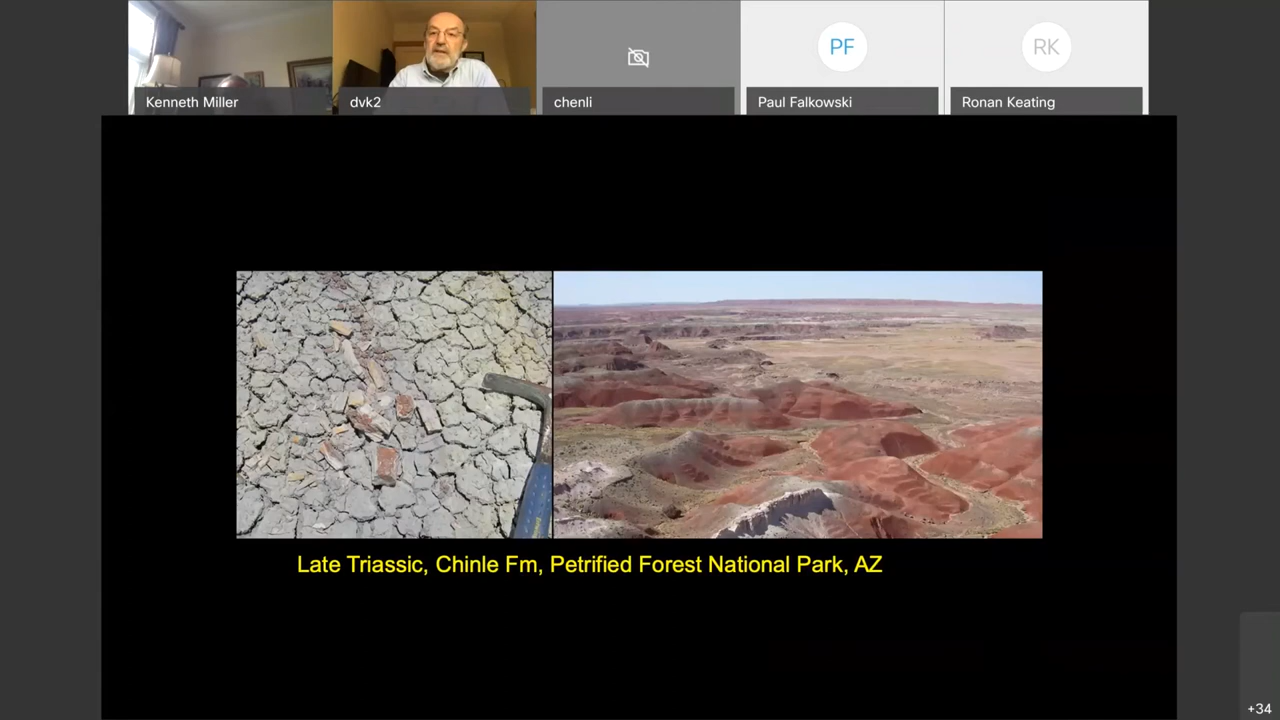 Kenneth Miller
dvk2
chenli
PF
Paul Falkowski
RK
Ronan Keating
Late Triassic, Chinle Fm, Petrified Forest National Park, AZ
+34